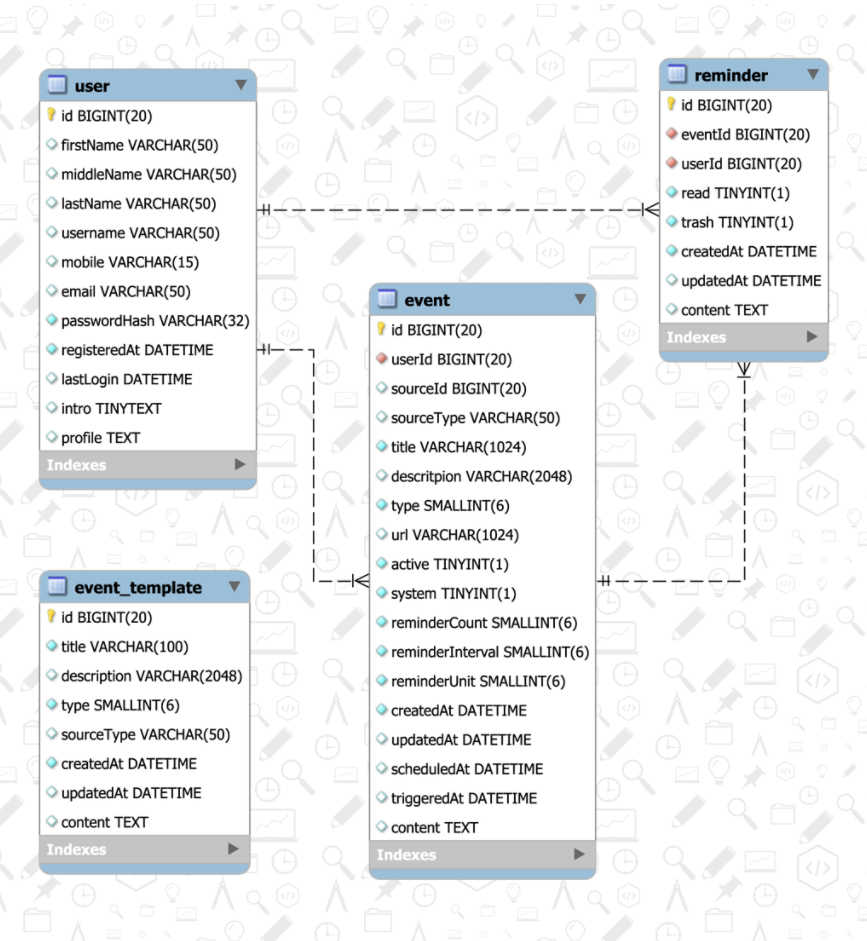 user
id BIGINT(20)
firstName VARCHAR(50)
middleName VARCHAR(50)
lastName VARCHAR(50)
username VARCHAR(50)
mobile VARCHAR(15)
email VARCHAR(50)
passwordHash VARCHAR(32)
registeredAt DATETIME
lastLogin DATETIME
intro TINYTEXT
profile TEXT
Indexes
reminder
id BIGINT(20)
eventId BIGINT(20)
userId BIGINT(20)
read TINYINT(1)
trash TINYINT(1)
createdAt DATETIME
updatedAt DATETIME
content TEXT
Indexes
event
id BIGINT(20)
userId BIGINT(20)
sourceId BIGINT(20)
sourceType VARCHAR(50)
title VARCHAR(1024)
descritpion VARCHAR(2048)
type SMALLINT(6)
url VARCHAR(1024)
active TINYINT(1)
system TINYINT(1)
reminderCount SMALLINT(6)
reminderInterval SMALLINT(6)
reminderUnit SMALLINT(6)
createdAt DATETIME
updatedAt DATETIME
scheduledAt DATETIME
triggeredAt DATETIME
content TEXT
Indexes
event_template
id BIGINT(20)
title VARCHAR(100)
description VARCHAR(2048)
type SMALLINT(6)
sourceType VARCHAR(50)
createdAt DATETIME
updatedAt DATETIME
content TEXT
Indexes